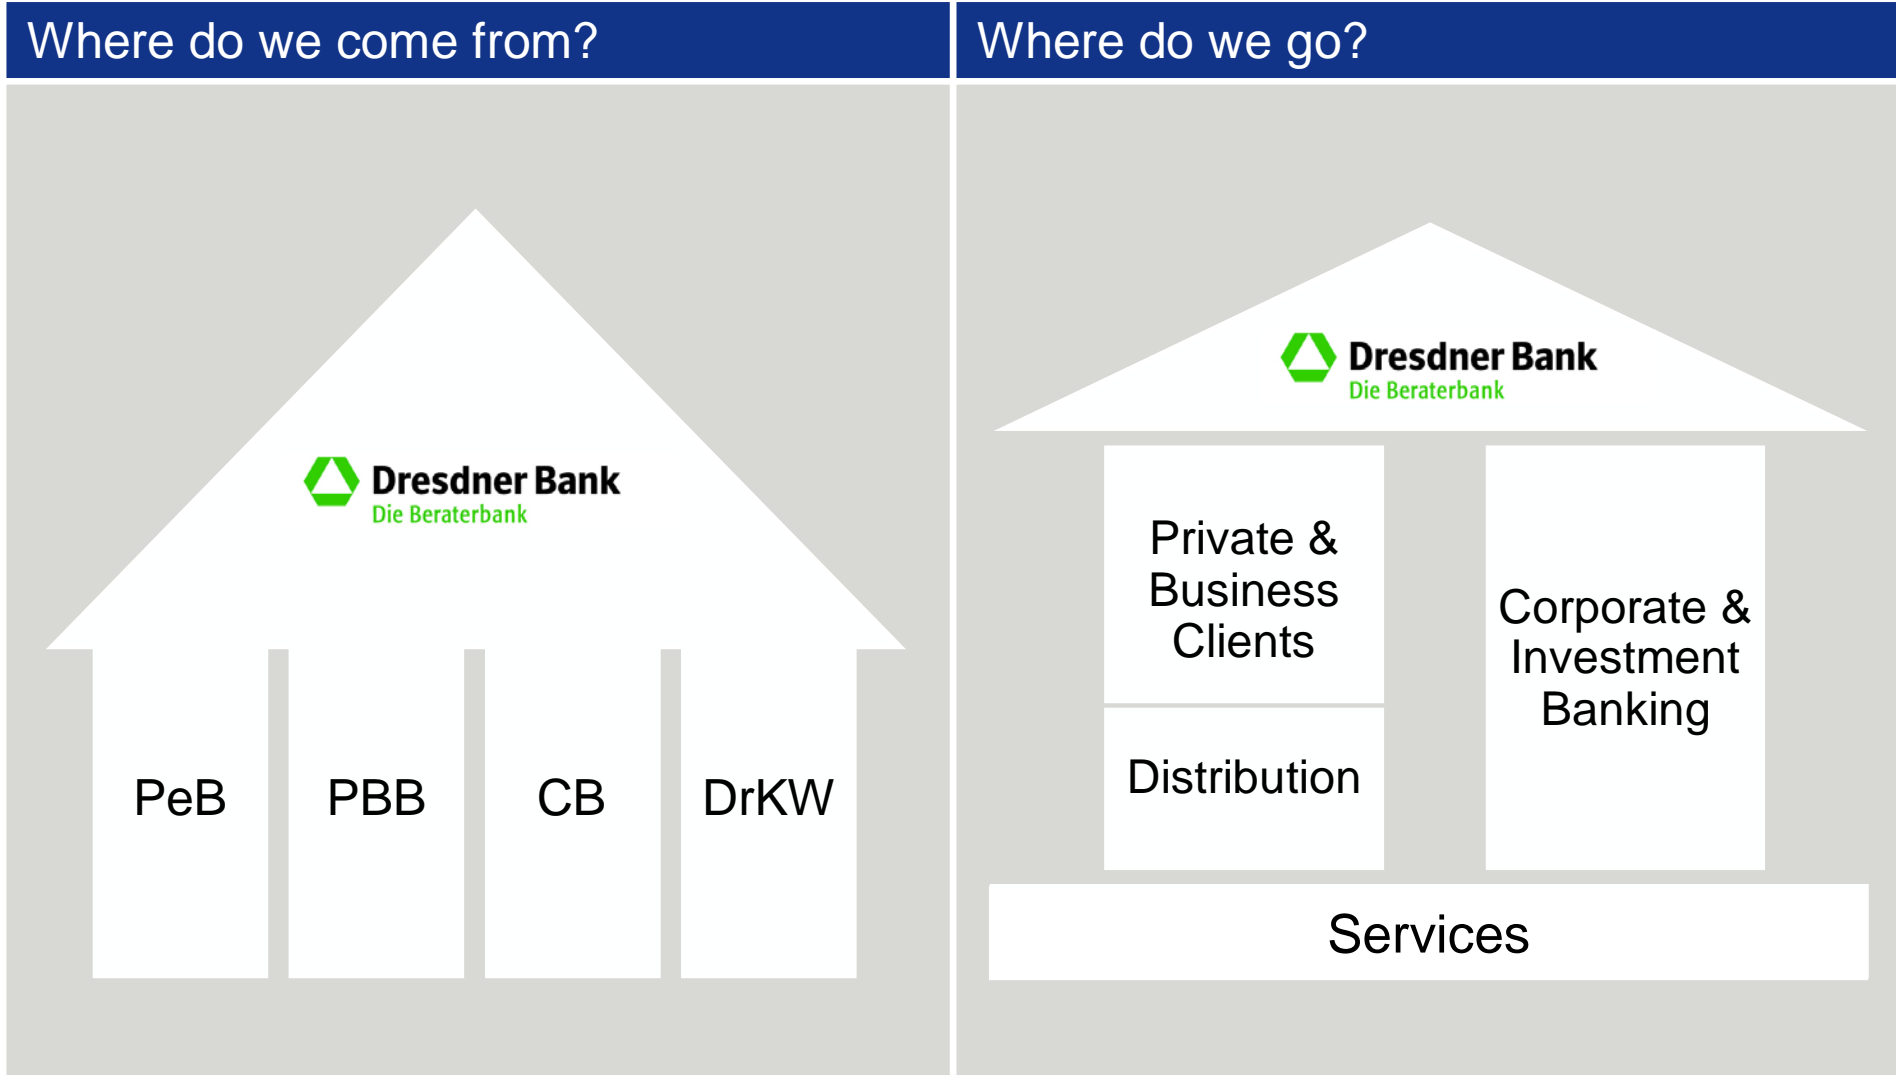 Where do we come from?
Dresdner Bank
Die Beraterbank
PeB
PBB
CB
DrKW
Where do we go?
Dresdner Bank
Die Beraterbank
Private &
Business
Clients
Distribution
Corporate &
Investment
Banking
Services